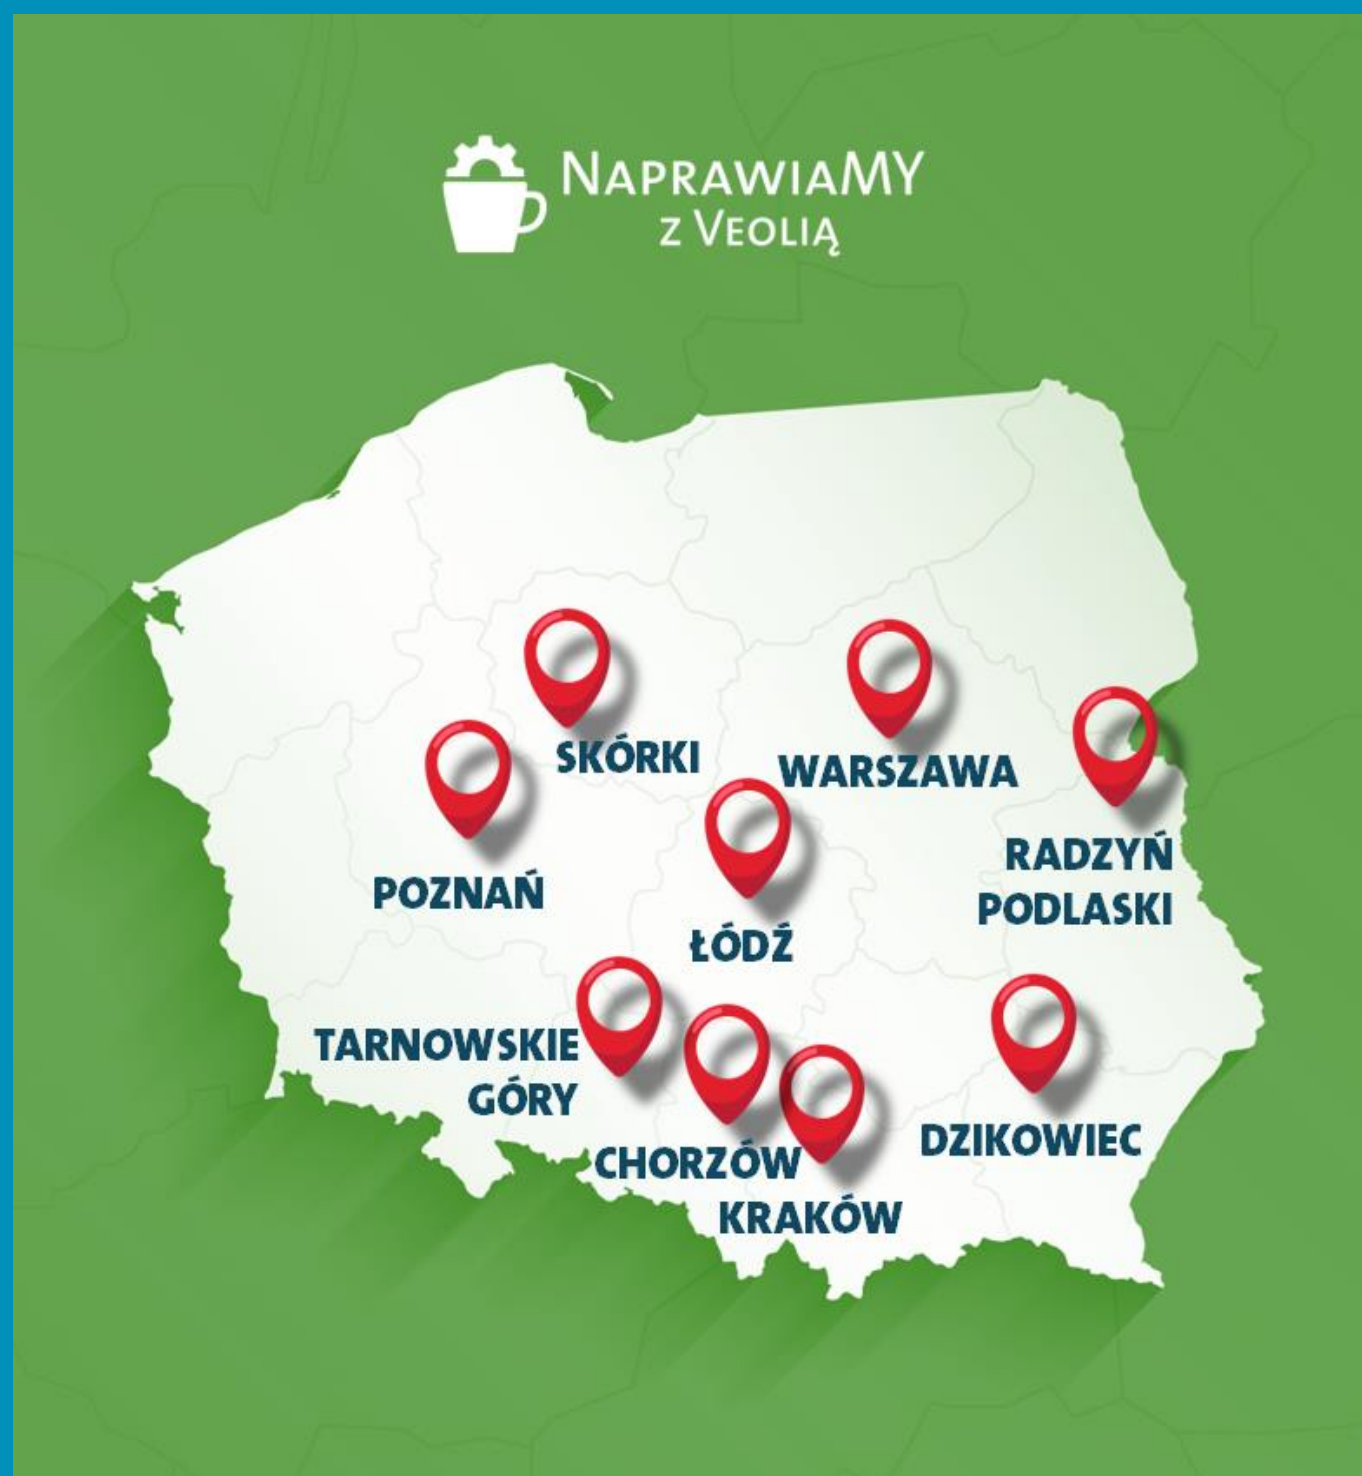 NAPRAWIAMY
Z VEOLIĄ
SKÓRKI
WARSZAWA
POZNAŃ
RADZYŃ
PODLASKI
ŁÓDŹ
TARNOWSKIE
GÓRY
CHORZÓW
DZIKOWIEC
KRAKÓW